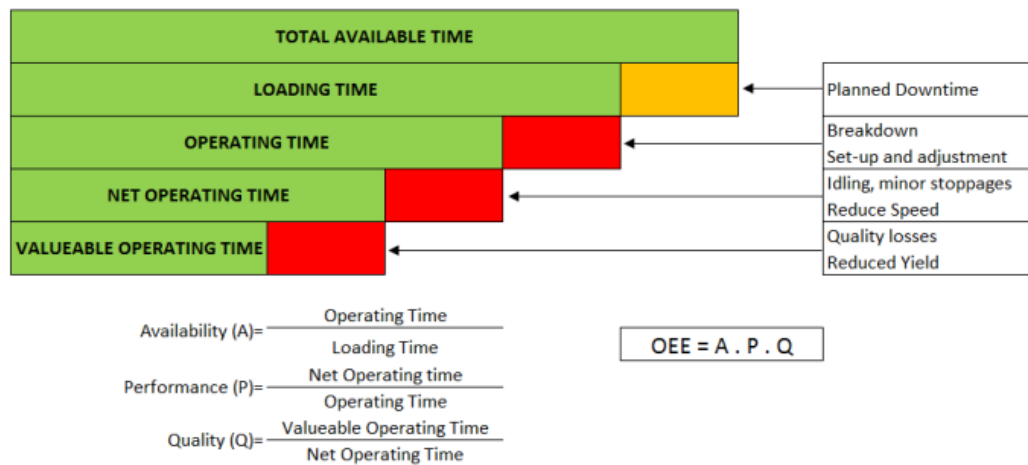 TOTAL AVAILABLE TIME
LOADING TIME
Planned Downtime
OPERATING TIME
Breakdown
Set-up and adjustment
NET OPERATING TIME
Idling, minor stoppages
Reduce Speed
VALUEABLE OPERATING TIME
Quality losses
Reduced Yield
Availability (A)= Operating Time
Loading Time
OEE = A . P . Q
Performance (P)= Net Operating time
Operating Time
Quality (Q)= Valueable Operating Time
Net Operating Time